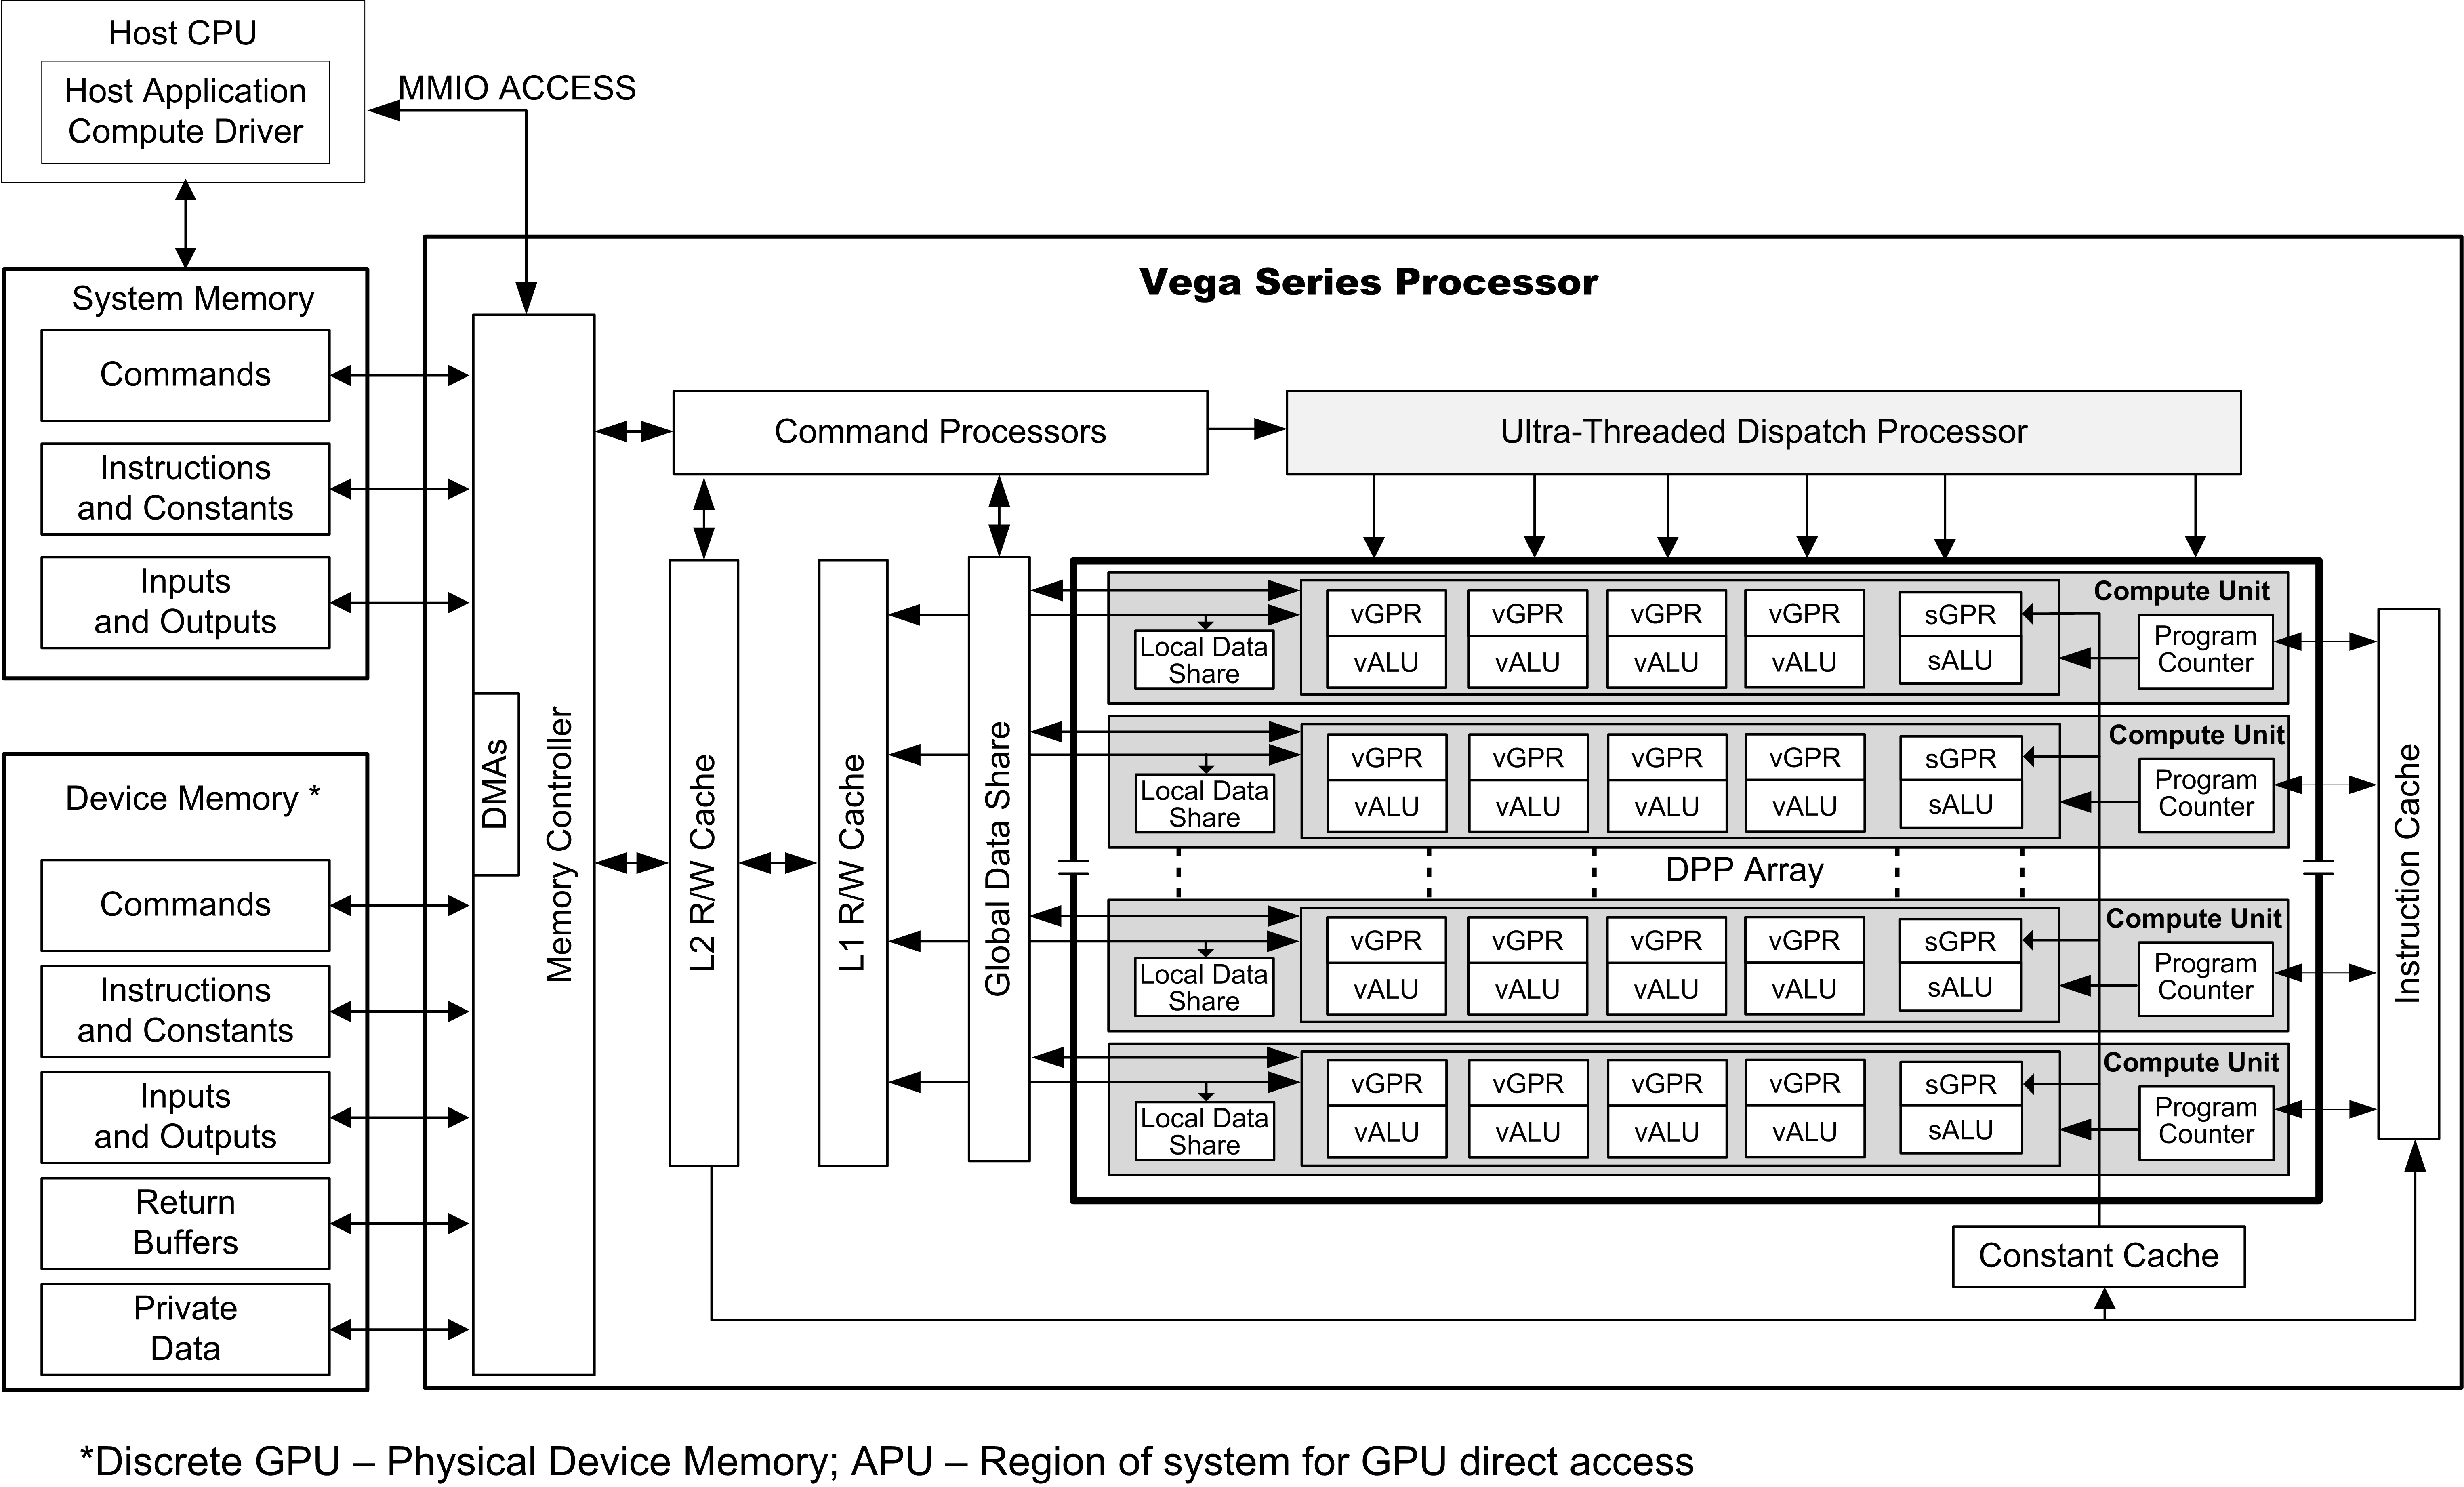 Host CPU
Host Application
Compute Driver
MMIO ACCESS
System Memory
Commands
Instructions
and Constants
Inputs
and Outputs
Device Memory *
Commands
Instructions
and Constants
Inputs
and Outputs
Return
Buffers
Private
Data
Vega Series Processor
DMAs
Memory Controller
Command Processors
Ultra-Threaded Dispatch Processor
L2 R/W Cache
L1 R/W Cache
Global Data Share
Compute Unit
Local Data
Share
vGPR
vALU
vGPR
vALU
vGPR
vALU
vGPR
vALU
sGPR
sALU
Program
Counter
Compute Unit
Local Data
Share
vGPR
vALU
vGPR
vALU
vGPR
vALU
vGPR
vALU
sGPR
sALU
Program
Counter
DPP Array
Compute Unit
Local Data
Share
vGPR
vALU
vGPR
vALU
vGPR
vALU
vGPR
vALU
sGPR
sALU
Program
Counter
Compute Unit
Local Data
Share
vGPR
vALU
vGPR
vALU
vGPR
vALU
vGPR
vALU
sGPR
sALU
Program
Counter
Instruction Cache
Constant Cache
*Discrete GPU – Physical Device Memory; APU – Region of system for GPU direct access